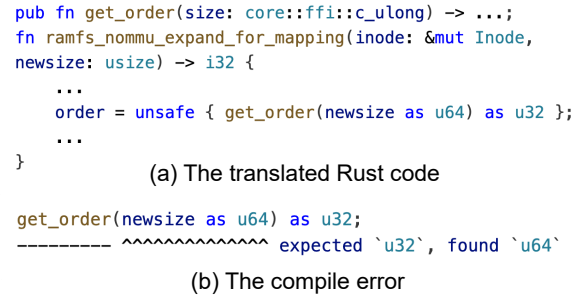 pub fn get_order(size: core::ffi::c_ulong) -> ...;
fn ramfs_nommu_expand_for_mapping(inode: &mut Inode,
newsize: usize) -> i32 {
    ...
    order = unsafe { get_order(newsize as u64) as u32 };
    ...
}
(a) The translated Rust code
get_order(newsize as u64) as u32;
--------- ^^^^^^^^^^^^^^ expected `u32`, found `u64`
(b) The compile error